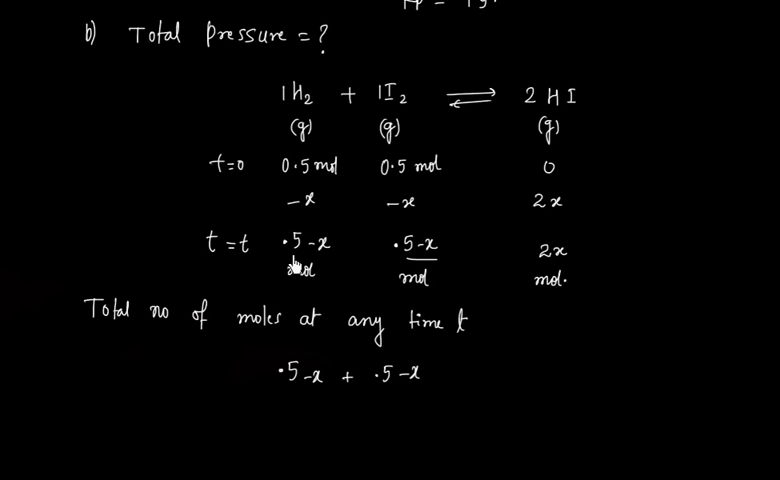 b) Total Pressure = ?
1H₂ + 1I₂ ⇌ 2HI
(g) (g) (g)
t=0 0.5 mol 0.5 mol 0
-x -x 2x
t=t .5-x .5-x 2x
mol mol mol.
Total no of moles at any time t
.5-x + .5-x